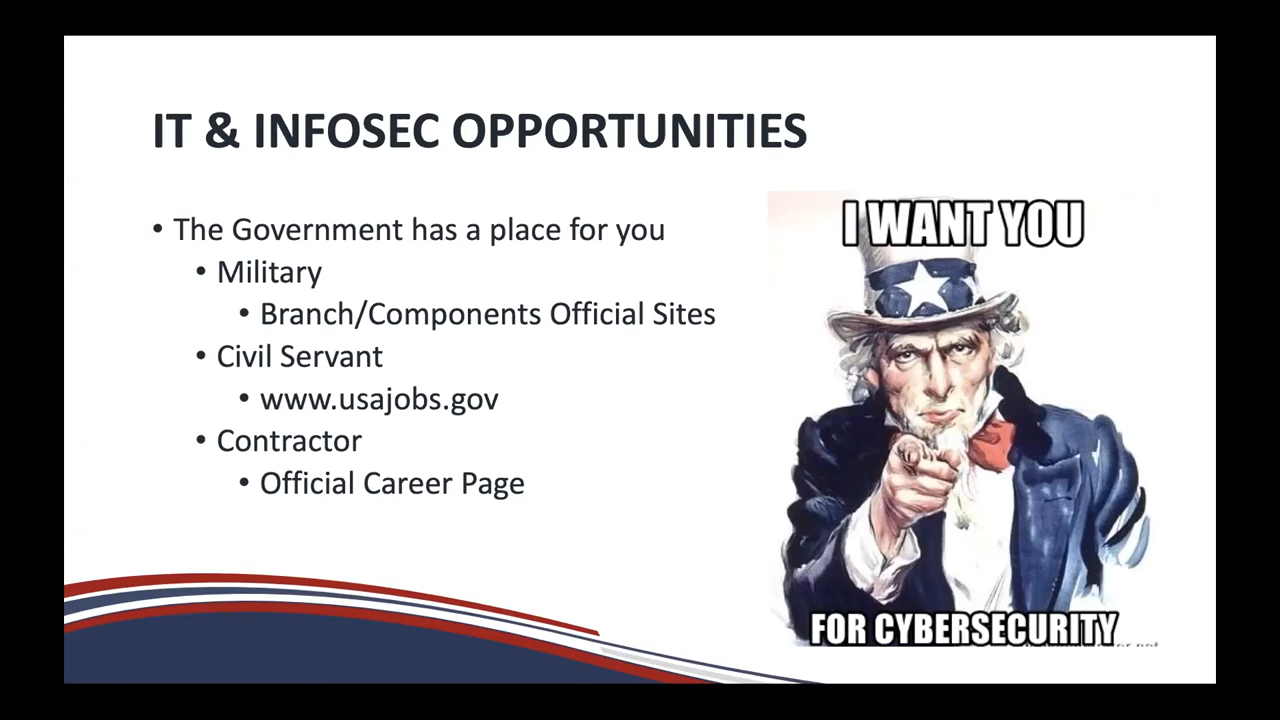 IT & INFOSEC OPPORTUNITIES
• The Government has a place for you
• Military
• Branch/Components Official Sites
• Civil Servant
• www.usajobs.gov
• Contractor
• Official Career Page
I WANT YOU
FOR CYBERSECURITY